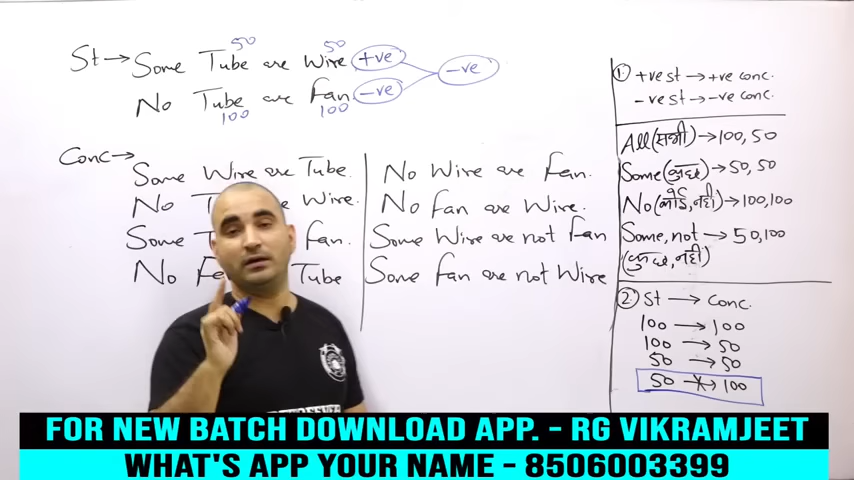 50 50
St → Some Tube are Wire +ve
-ve
No Tube are Fan. -ve
100 100
Conc →
Some Wire are Tube.
No T Wire.
Some T Fan.
No Fe Tube
No Wire are Fan.
No Fan are Wire.
Some Wire are not Fan
Some Fan are not Wire
1. +ve st → +ve conc.
-ve st → -ve conc.
All (सभी) → 100, 50
Some (कुछ) → 50, 50
No (कोई, नहीं) → 100, 100
Some, not → 50, 100
(कुछ, नहीं)
2. St → Conc.
100 → 100
100 → 50
50 → 50
50 → 100
FOR NEW BATCH DOWNLOAD APP. - RG VIKRAMJEET
WHAT'S APP YOUR NAME - 8506003399